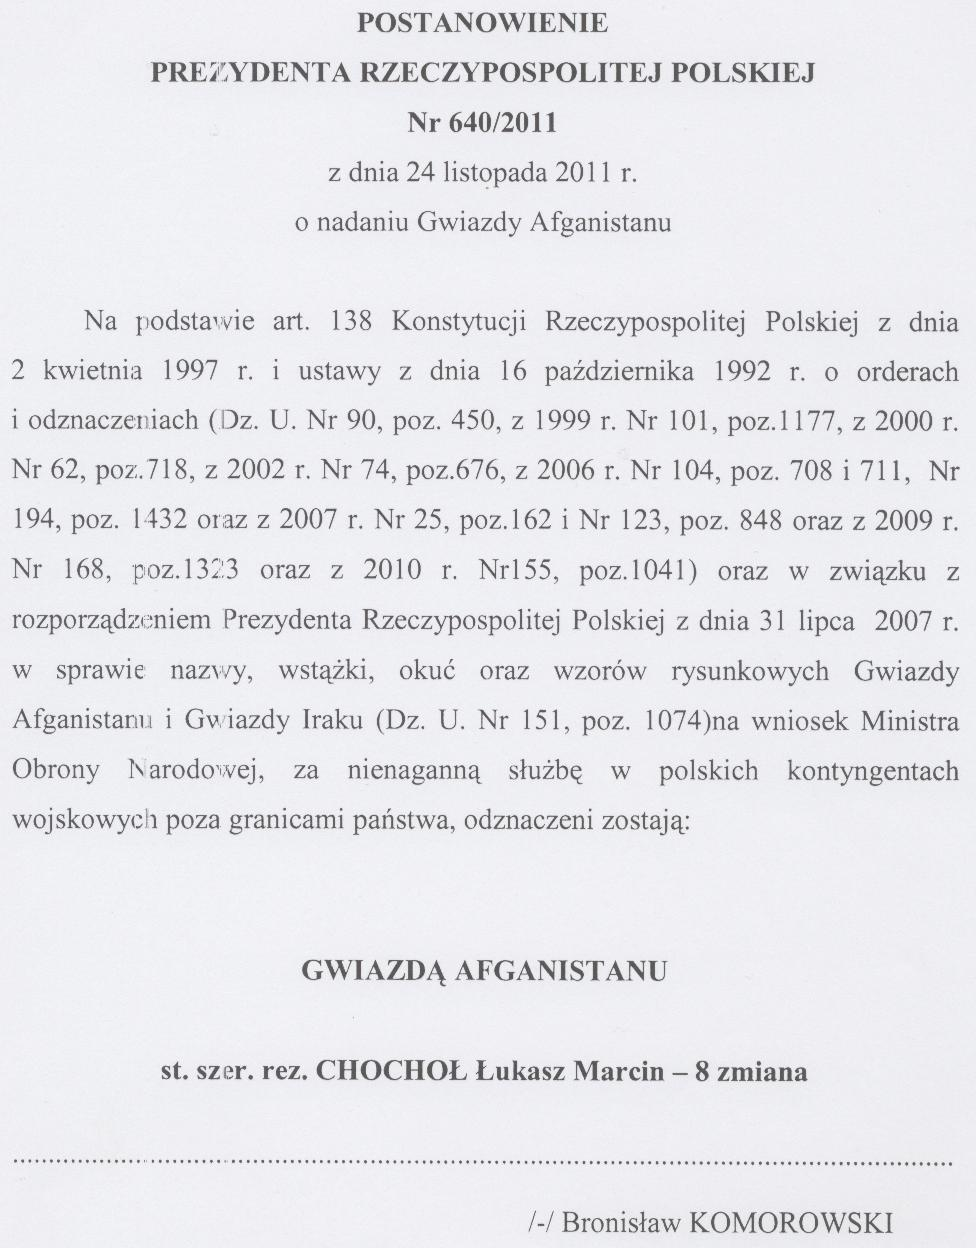 POSTANOWIENIE
PREZYDENTA RZECZYPOSPOLITEJ POLSKIEJ
Nr 640/2011
z dnia 24 listopada 2011 r.
o nadaniu Gwiazdy Afganistanu
Na podstawie art. 138 Konstytucji Rzeczypospolitej Polskiej z dnia
2 kwietnia 1997 r. i ustawy z dnia 16 października 1992 r. o orderach
i odznaczeniach (Dz. U. Nr 90, poz. 450, z 1999 r. Nr 101, poz.1177, z 2000 r.
Nr 62, poz.718, z 2002 r. Nr 74, poz.676, z 2006 r. Nr 104, poz. 708 i 711, Nr
194, poz. 1432 oraz z 2007 r. Nr 25, poz.162 i Nr 123, poz. 848 oraz z 2009 r.
Nr 168, poz.1323 oraz z 2010 r. Nr155, poz.1041) oraz w związku z
rozporządzeniem Prezydenta Rzeczypospolitej Polskiej z dnia 31 lipca 2007 r.
w sprawie nazwy, wstążki, okuć oraz wzorów rysunkowych Gwiazdy
Afganistanu i Gwiazdy Iraku (Dz. U. Nr 151, poz. 1074)na wniosek Ministra
Obrony Narodowej, za nienaganną służbę w polskich kontyngentach
wojskowych poza granicami państwa, odznaczeni zostają:
GWIAZDĄ AFGANISTANU
st. szer. rez. CHOCHOŁ Łukasz Marcin – 8 zmiana
/-/ Bronisław KOMOROWSKI